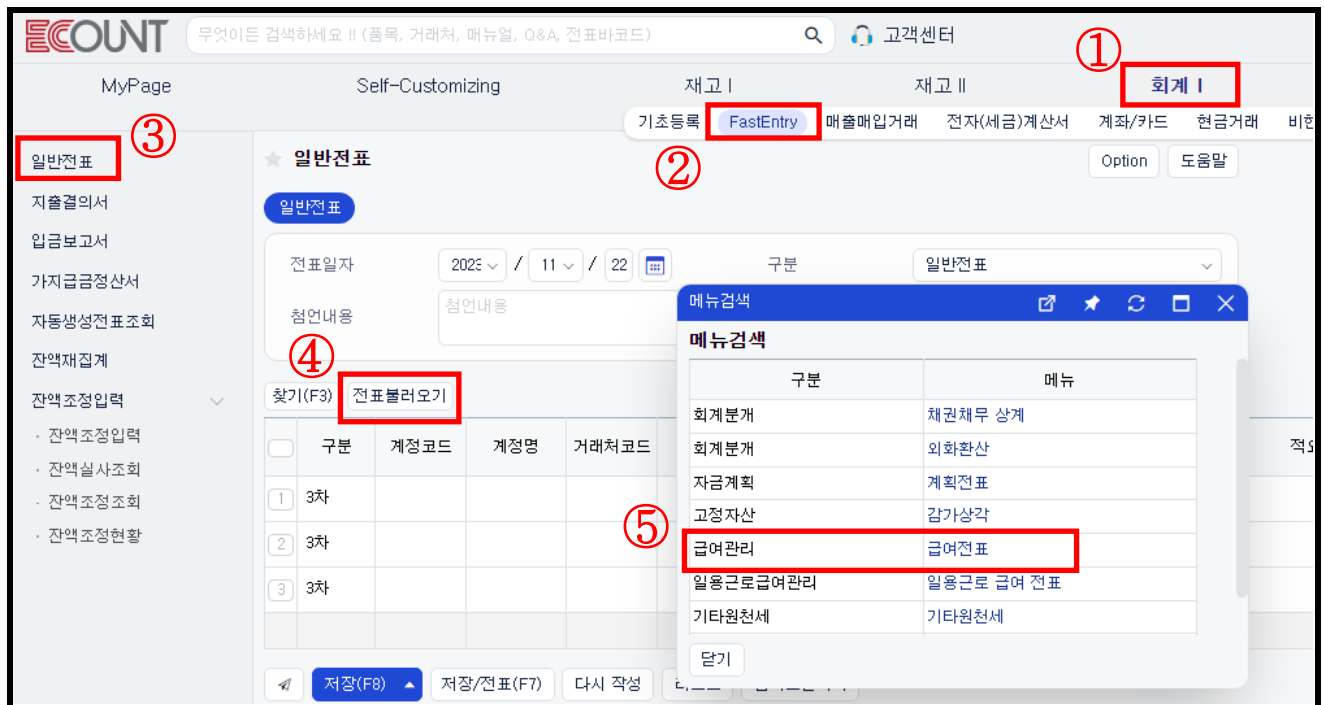 ECOUNT 무엇이든 검색하세요 !! (품목, 거래처, 매뉴얼, Q&A, 전표바코드) 고객센터
①
MyPage Self-Customizing 재고 I 재고 II 회계 I
기초등록 FastEntry 매출매입거래 전자(세금)계산서 계좌/카드 현금거래
② ③
일반전표
지출결의서
입금보고서
가지급금정산서
자동생성전표조회
잔액재집계
잔액조정입력
· 잔액조정입력
· 잔액실사조회
· 잔액조정조회
· 잔액조정현황
일반전표 Option 도움말
일반전표
전표일자 / 11 / 22 구분 일반전표
첨언내용 첨언내용
④
찾기(F3) 전표불러오기
구분 계정코드 계정명 거래처코드
1 3차
2 3차
3 3차
저장(F8) 저장/전표(F7) 다시 작성
메뉴검색
메뉴검색
구분 메뉴
회계분개 채권채무 상계
회계분개 외화환산
자금계획 계획전표
고정자산 감가상각
⑤
급여관리 급여전표
일용근로급여관리 일용근로 급여 전표
기타원천세 기타원천세
닫기